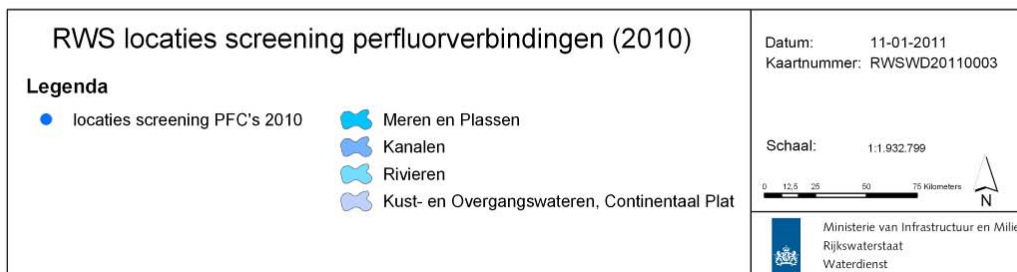 RWS locaties screening perfluorverbindingen (2010)
Legenda
locaties screening PFC's 2010
Meren en Plassen
Kanalen
Rivieren
Kust- en Overgangswateren, Continentaal Plat
Datum: 11-01-2011
Kaartnummer: RWSWD20110003
Schaal: 1:1.932.799
0 12,5 25 50 75 Kilometers
N
Ministerie van Infrastructuur en Milie
Rijkswaterstaat
Waterdienst